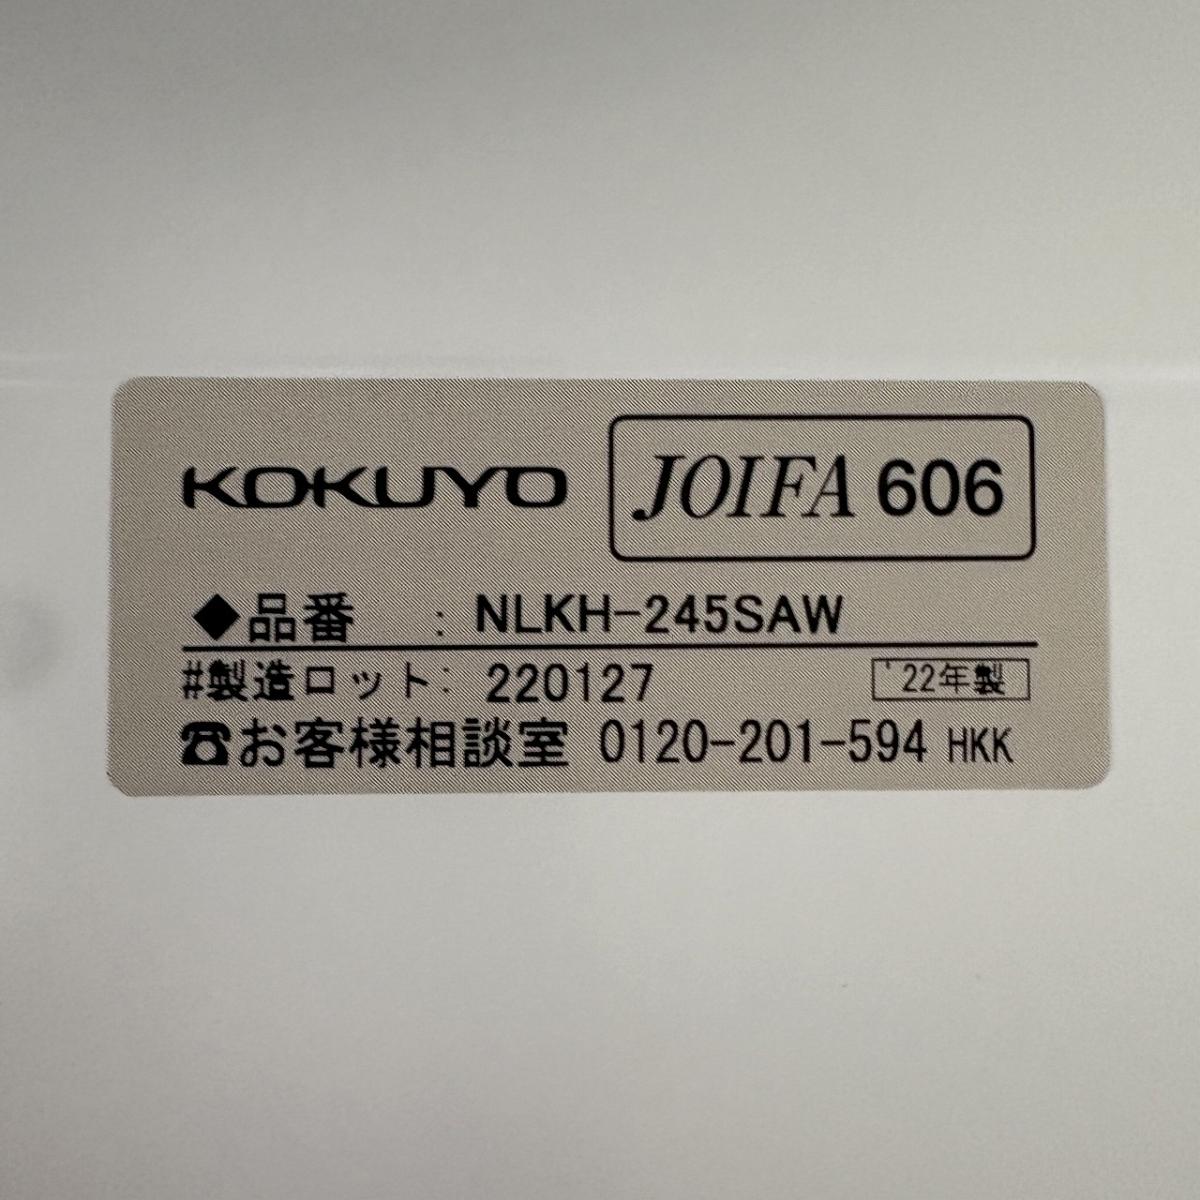 KOKUYO JOIFA 606
◆品番 : NLKH-245SAW
#製造ロット: 220127 '22年製
☎お客様相談室 0120-201-594 HKK